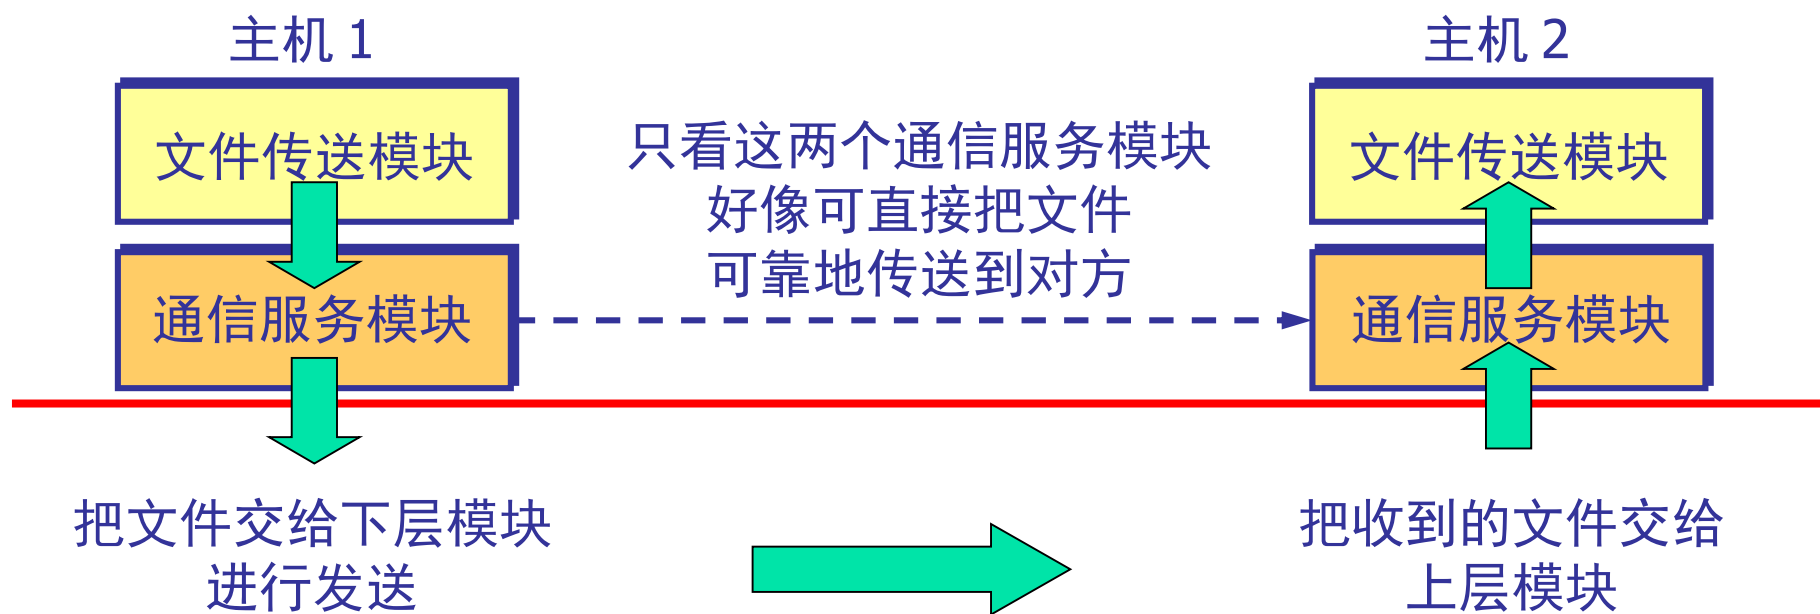 主机 1
主机 2
文件传送模块
只看这两个通信服务模块
好像可直接把文件
可靠地传送到对方
文件传送模块
通信服务模块
通信服务模块
把文件交给下层模块
进行发送
把收到的文件交给
上层模块